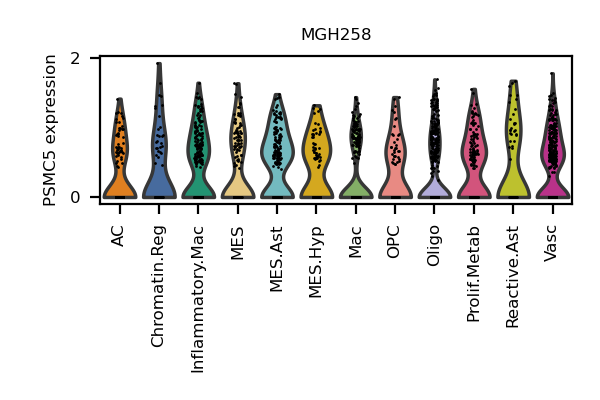 MGH258
PSMC5 expression
2
0
AC
Chromatin.Reg
Inflammatory.Mac
MES
MES.Ast
MES.Hyp
Mac
OPC
Oligo
Prolif.Metab
Reactive.Ast
Vasc